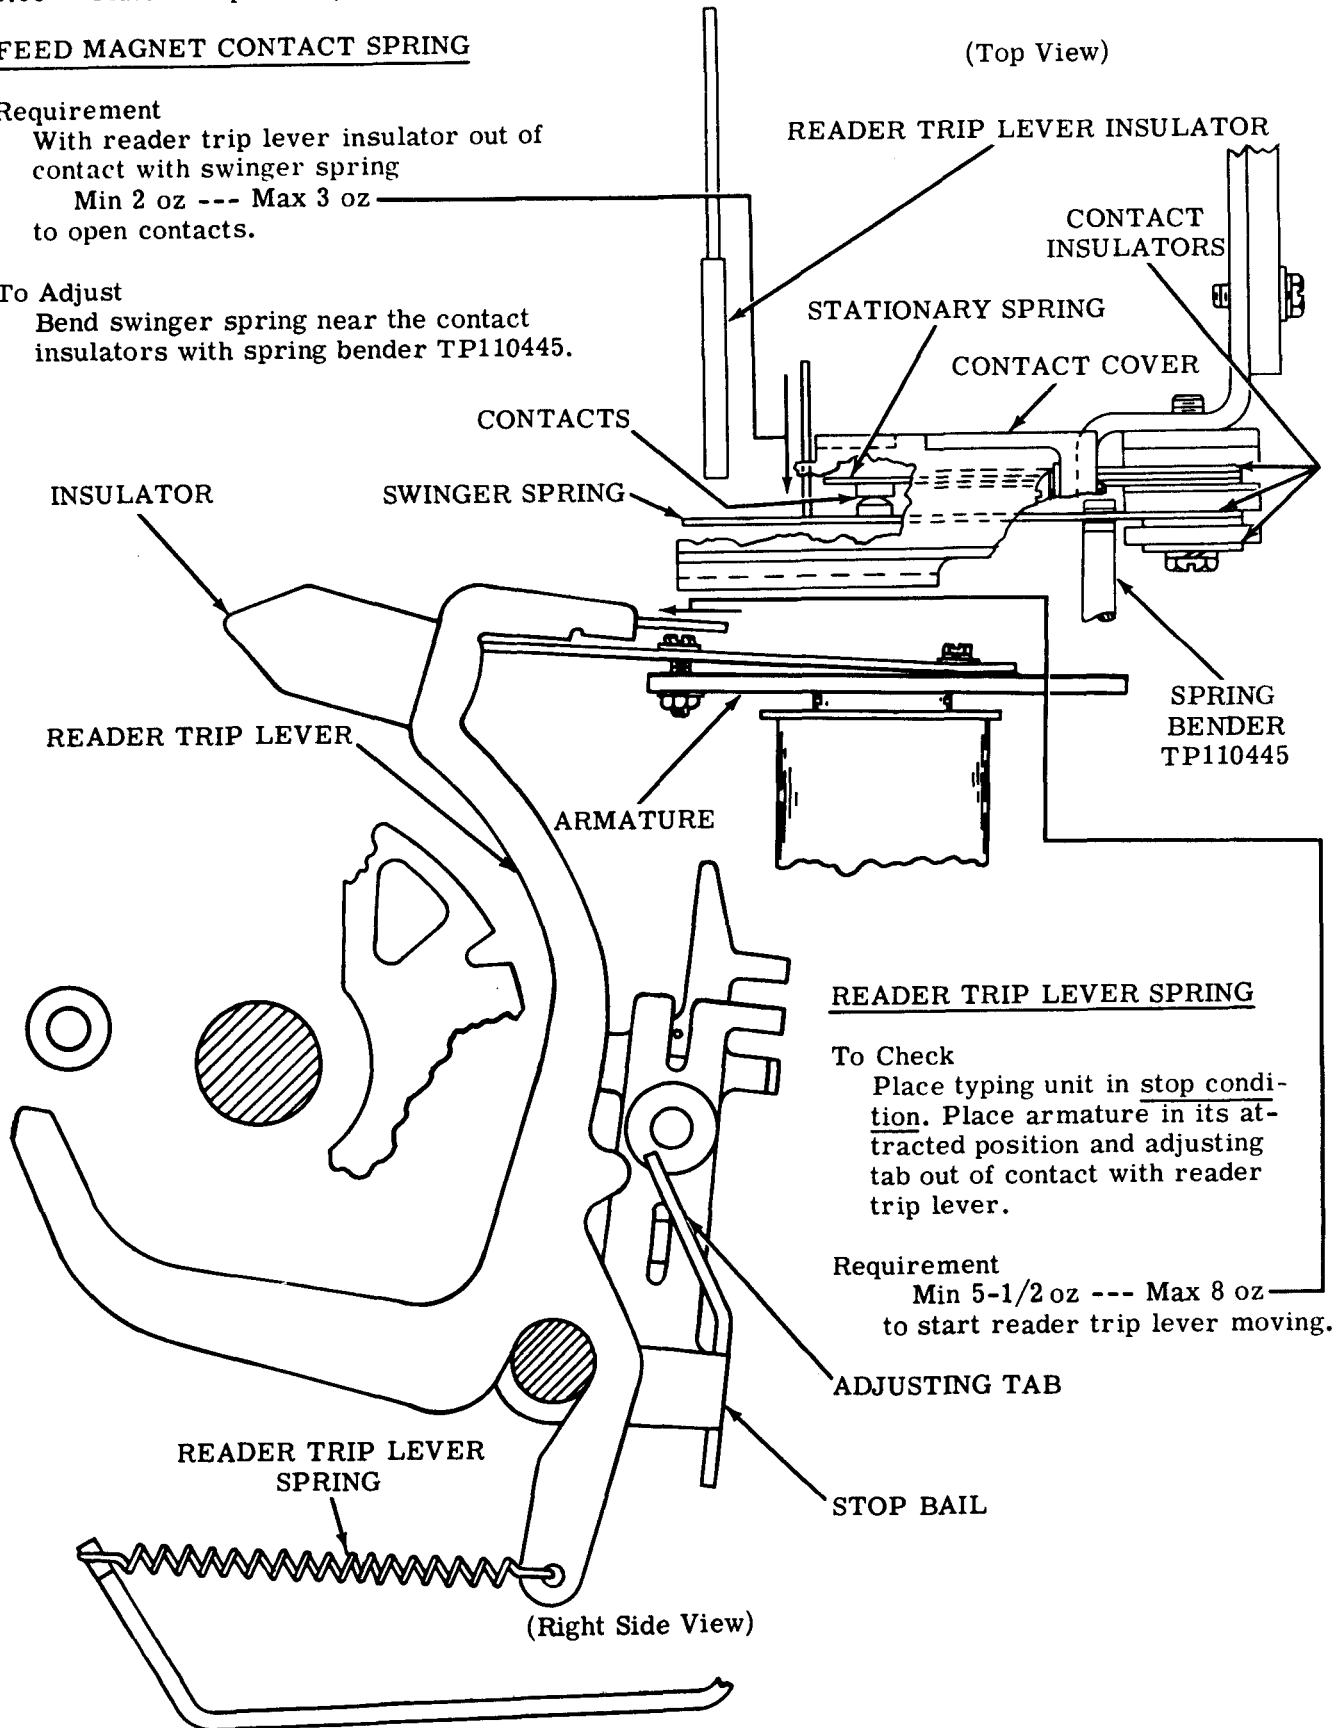 FEED MAGNET CONTACT SPRING
Requirement
With reader trip lever insulator out of
contact with swinger spring
Min 2 oz --- Max 3 oz
to open contacts.
To Adjust
Bend swinger spring near the contact
insulators with spring bender TP110445.
(Top View)
READER TRIP LEVER INSULATOR
CONTACT
INSULATORS
STATIONARY SPRING
CONTACT COVER
CONTACTS
SWINGER SPRING
INSULATOR
SPRING
BENDER
TP110445
READER TRIP LEVER
ARMATURE
READER TRIP LEVER SPRING
To Check
Place typing unit in stop condi-
tion. Place armature in its at-
tracted position and adjusting
tab out of contact with reader
trip lever.
Requirement
Min 5-1/2 oz --- Max 8 oz
to start reader trip lever moving.
ADJUSTING TAB
STOP BAIL
READER TRIP LEVER
SPRING
(Right Side View)